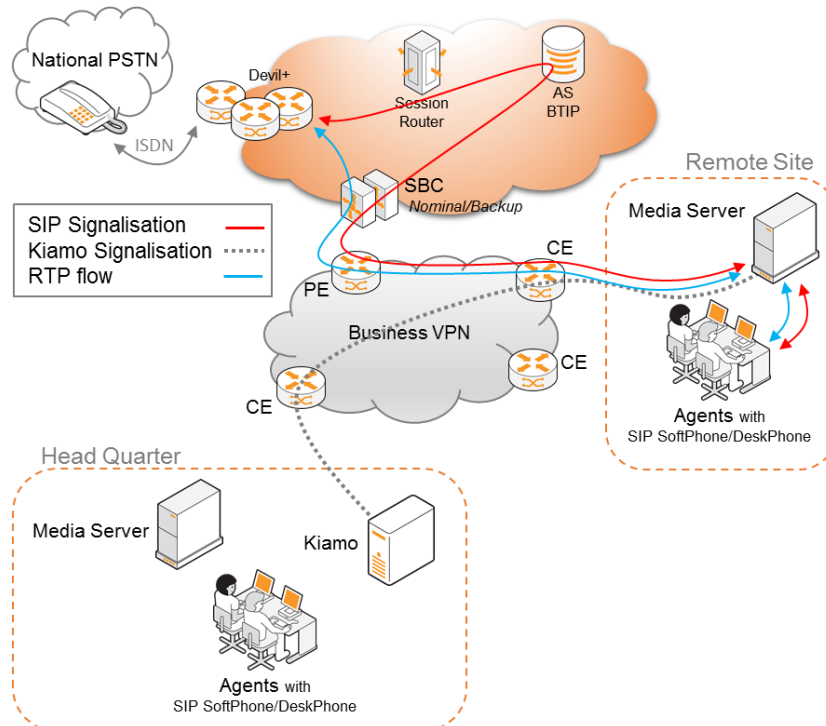 National PSTN
ISDN
Devil+
Session
Router
AS
BTIP
SBC
Nominal/Backup
SIP Signalisation
Kiamo Signalisation
RTP flow
Remote Site
Media Server
CE
PE
Business VPN
CE
CE
Agents with
SIP SoftPhone/DeskPhone
Head Quarter
Media Server
Kiamo
Agents with
SIP SoftPhone/DeskPhone